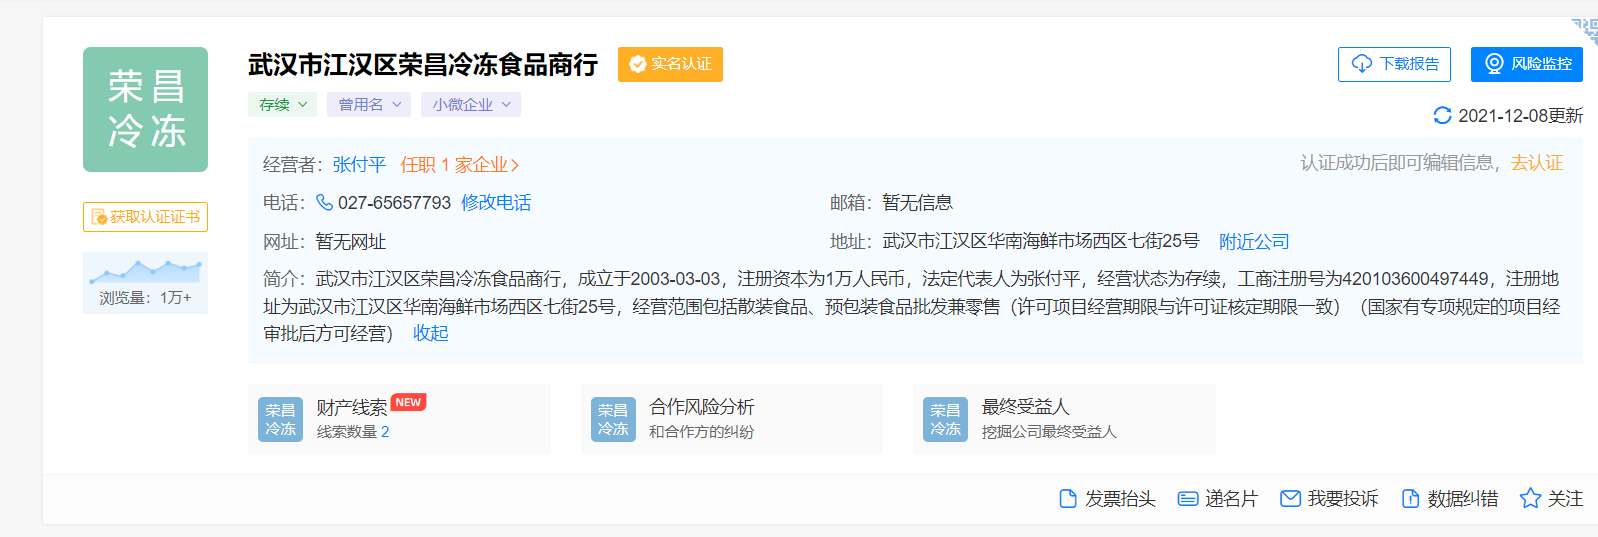 荣昌
冷冻
武汉市江汉区荣昌冷冻食品商行 实名认证
下载报告 风险监控
存续 曾用名 小微企业
2021-12-08更新
经营者：张付平 任职 1 家企业
认证成功后即可编辑信息，去认证
电话：027-65657793 修改电话
邮箱：暂无信息
网址：暂无网址
地址：武汉市江汉区华南海鲜市场西区七街25号 附近公司
简介：武汉市江汉区荣昌冷冻食品商行，成立于2003-03-03，注册资本为1万人民币，法定代表人为张付平，经营状态为存续，工商注册号为420103600497449，注册地
址为武汉市江汉区华南海鲜市场西区七街25号，经营范围包括散装食品、预包装食品批发兼零售（许可项目经营期限与许可证核定期限一致）（国家有专项规定的项目经
审批后方可经营） 收起
获取认证证书
浏览量：1万+
荣昌
冷冻
财产线索 NEW
线索数量 2
荣昌
冷冻
合作风险分析
和合作方的纠纷
荣昌
冷冻
最终受益人
挖掘公司最终受益人
发票抬头 递名片 我要投诉 数据纠错 关注